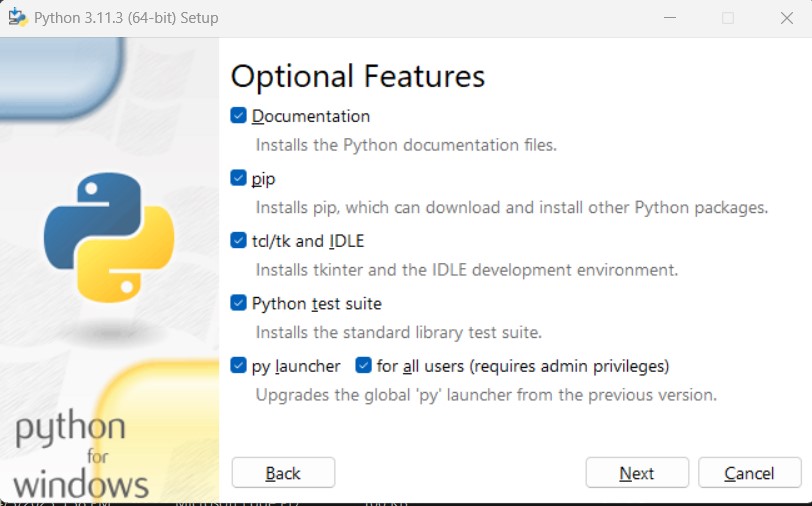 Python 3.11.3 (64-bit) Setup
Optional Features
Documentation
Installs the Python documentation files.
pip
Installs pip, which can download and install other Python packages.
tcl/tk and IDLE
Installs tkinter and the IDLE development environment.
Python test suite
Installs the standard library test suite.
py launcher for all users (requires admin privileges)
Upgrades the global 'py' launcher from the previous version.
python
for
windows
Back Next Cancel